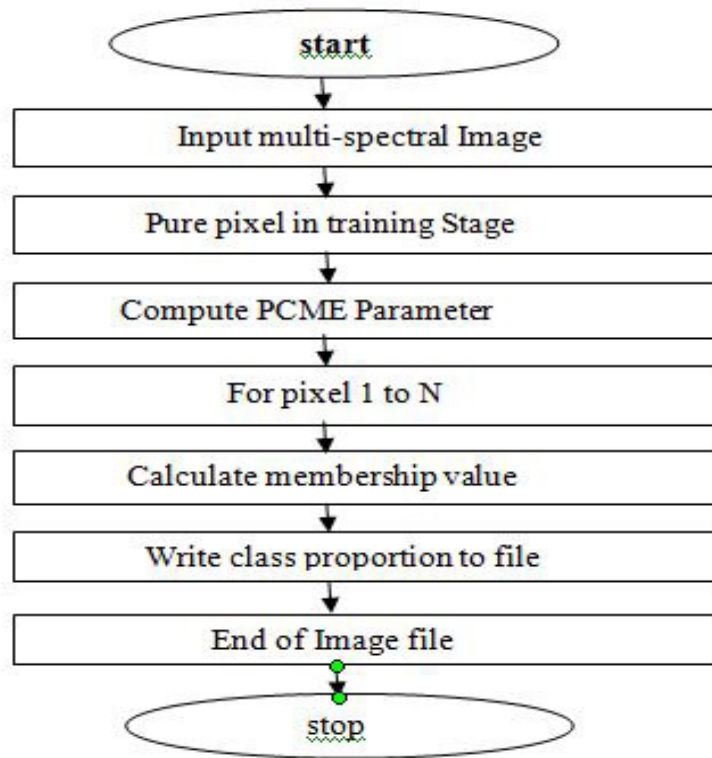 start
Input multi-spectral Image
Pure pixel in training Stage
Compute PCME Parameter
For pixel 1 to N
Calculate membership value
Write class proportion to file
End of Image file
stop